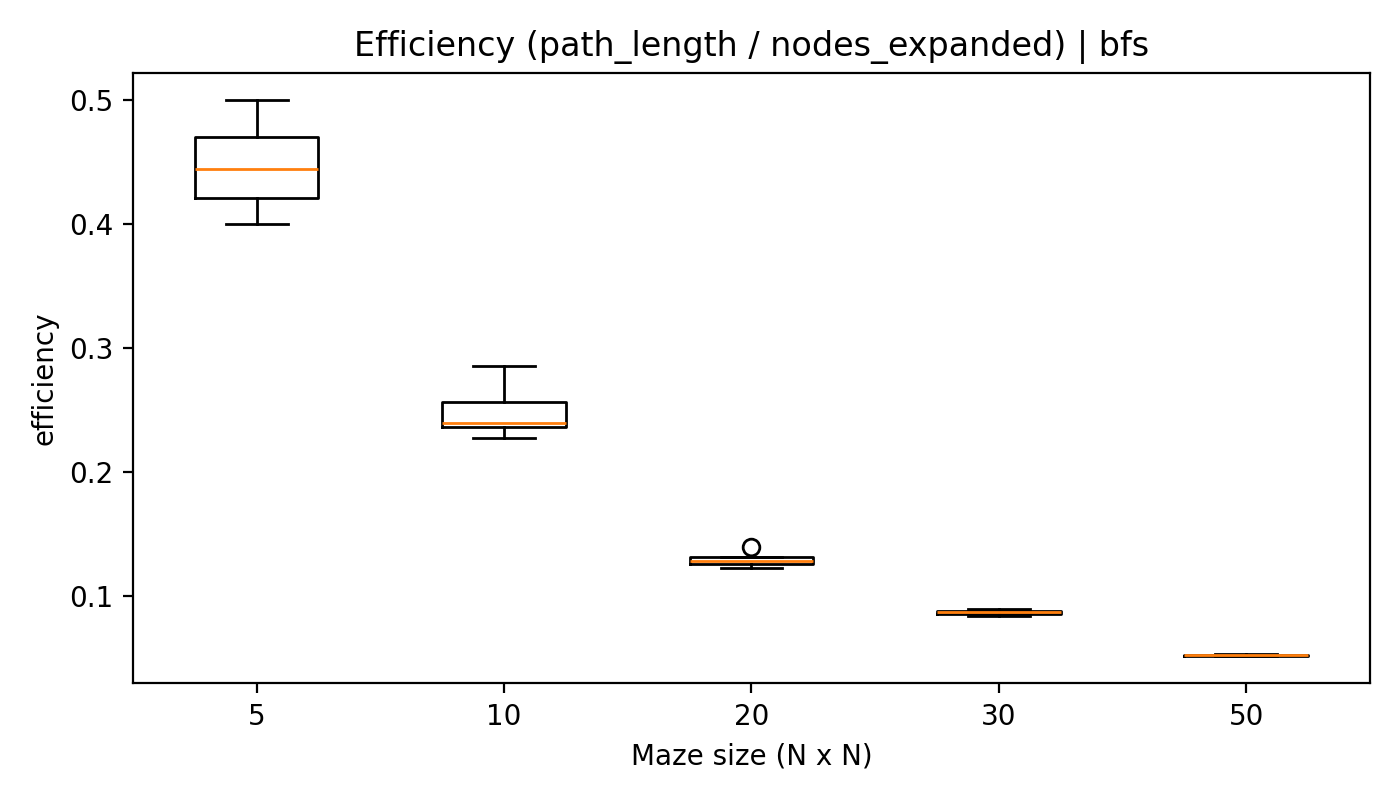 Efficiency (path_length / nodes_expanded) | bfs
efficiency
0.5
0.4
0.3
0.2
0.1
5 10 20 30 50
Maze size (N x N)